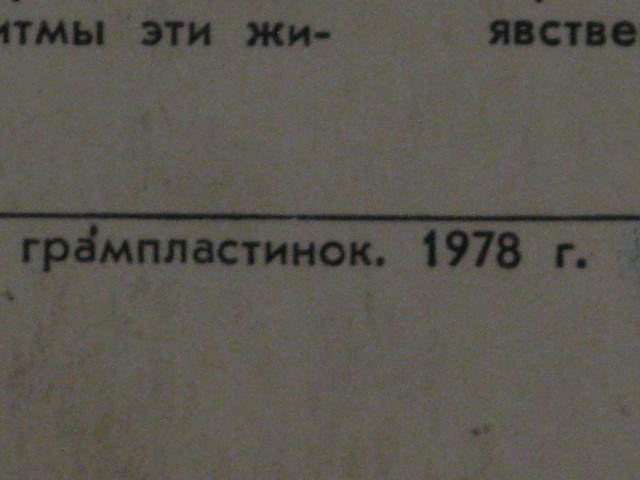 итмы эти жи- явстве
грампластинок. 1978 г.